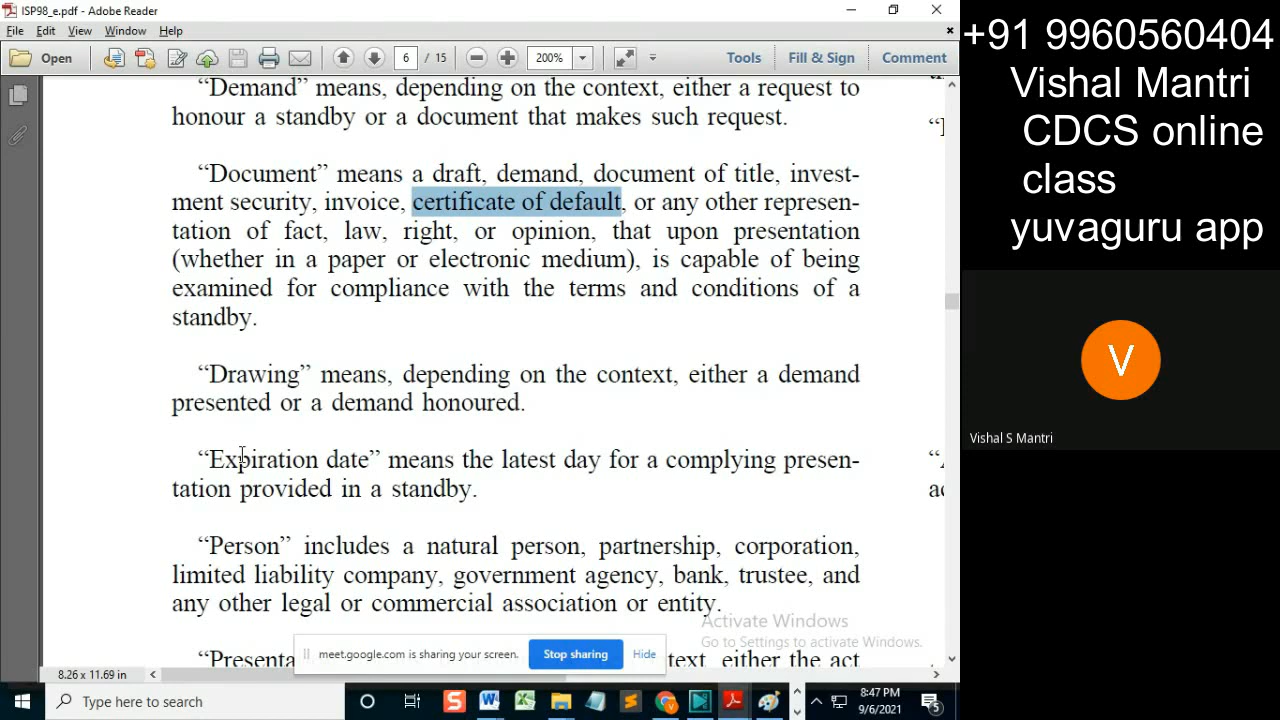 ISP98_e.pdf - Adobe Reader
File Edit View Window Help
Open 6 / 15 200% Tools Fill & Sign Comment
“Demand” means, depending on the context, either a request to
honour a standby or a document that makes such request.
“Document” means a draft, demand, document of title, invest-
ment security, invoice, certificate of default, or any other represen-
tation of fact, law, right, or opinion, that upon presentation
(whether in a paper or electronic medium), is capable of being
examined for compliance with the terms and conditions of a
standby.
“Drawing” means, depending on the context, either a demand
presented or a demand honoured.
“Expiration date” means the latest day for a complying presen-
tation provided in a standby.
“Person” includes a natural person, partnership, corporation,
limited liability company, government agency, bank, trustee, and
any other legal or commercial association or entity.
“Presenta text, either the act
Activate Windows
Go to Settings to activate Windows.
meet.google.com is sharing your screen. Stop sharing Hide
8.26 x 11.69 in
Type here to search
8:47 PM
9/6/2021
5
+91 9960560404
Vishal Mantri
CDCS online
class
yuvaguru app
V
Vishal S Mantri